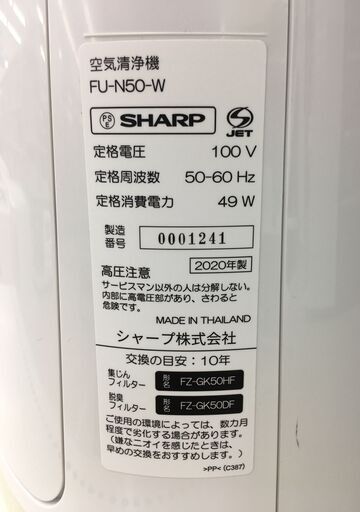 空気清浄機
FU-N50-W
PS E SHARP JET
定格電圧 100 V
定格周波数 50-60 Hz
定格消費電力 49 W
製造番号 0001241
高圧注意 2020年製
サービスマン以外の人は分解しない。
内部に高電圧部があり、さわると
危険です。
MADE IN THAILAND
シャープ株式会社
交換の目安：10年
集じんフィルター 形名 FZ-GK50HF
脱臭フィルター 形名 FZ-GK50DF
ご使用の環境によっては、数カ月
程度で劣化する場合があります。
(嫌なニオイを感じたときは、
早めの交換をおすすめします。)
>PP< (C387)